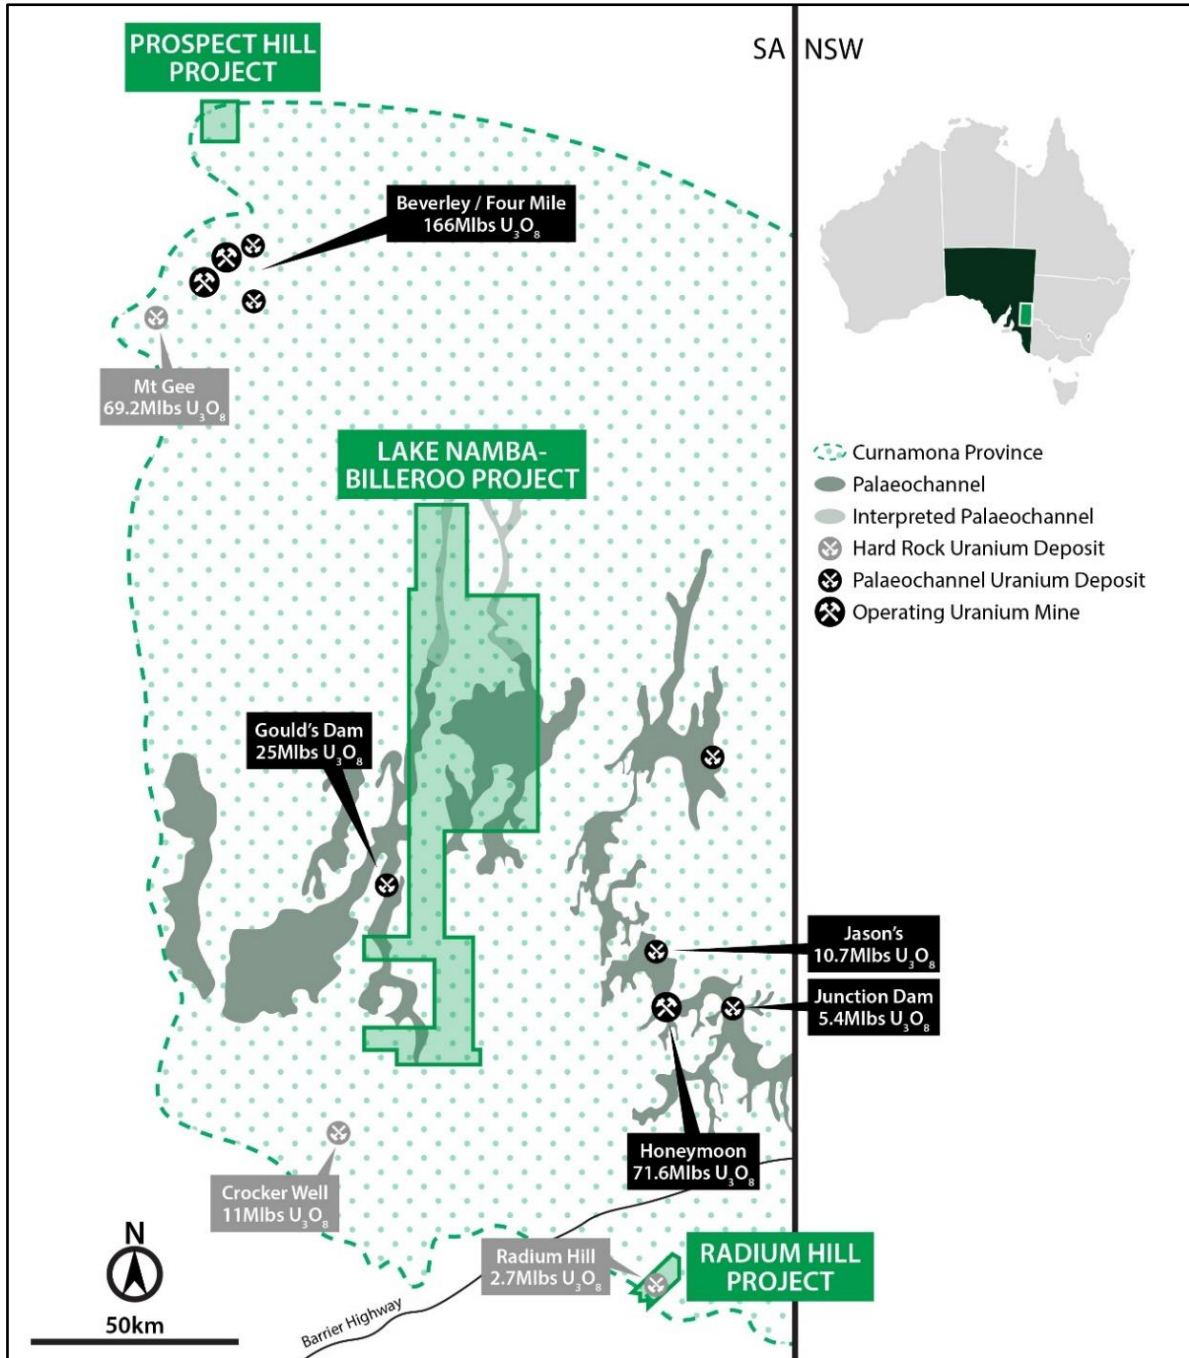 PROSPECT HILL
PROJECT
SA
NSW
Beverley / Four Mile
166Mlbs U₃O₈
Mt Gee
69.2Mlbs U₃O₈
LAKE NAMBA-
BILLEROO PROJECT
Curnamona Province
Palaeochannel
Interpreted Palaeochannel
Hard Rock Uranium Deposit
Palaeochannel Uranium Deposit
Operating Uranium Mine
Gould's Dam
25Mlbs U₃O₈
Jason's
10.7Mlbs U₃O₈
Junction Dam
5.4Mlbs U₃O₈
Honeymoon
71.6Mlbs U₃O₈
Crocker Well
11Mlbs U₃O₈
Radium Hill
2.7Mlbs U₃O₈
RADIUM HILL
PROJECT
N
50km
Barrier Highway